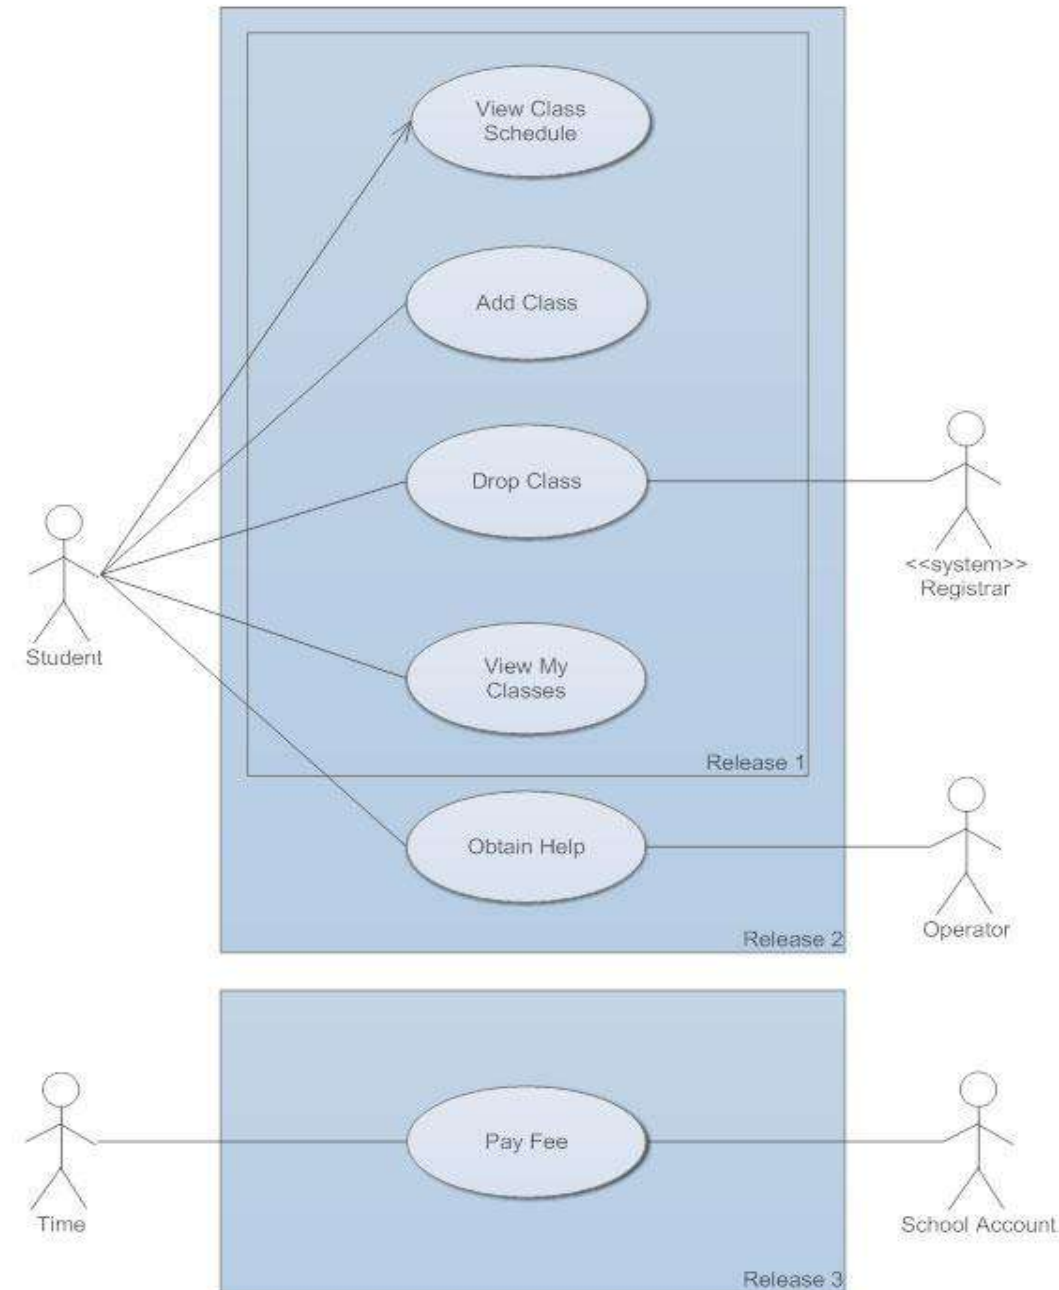 View Class
Schedule
Add Class
Drop Class
<<system>>
Registrar
Student
View My
Classes
Release 1
Obtain Help
Operator
Release 2
Pay Fee
Time
School Account
Release 3